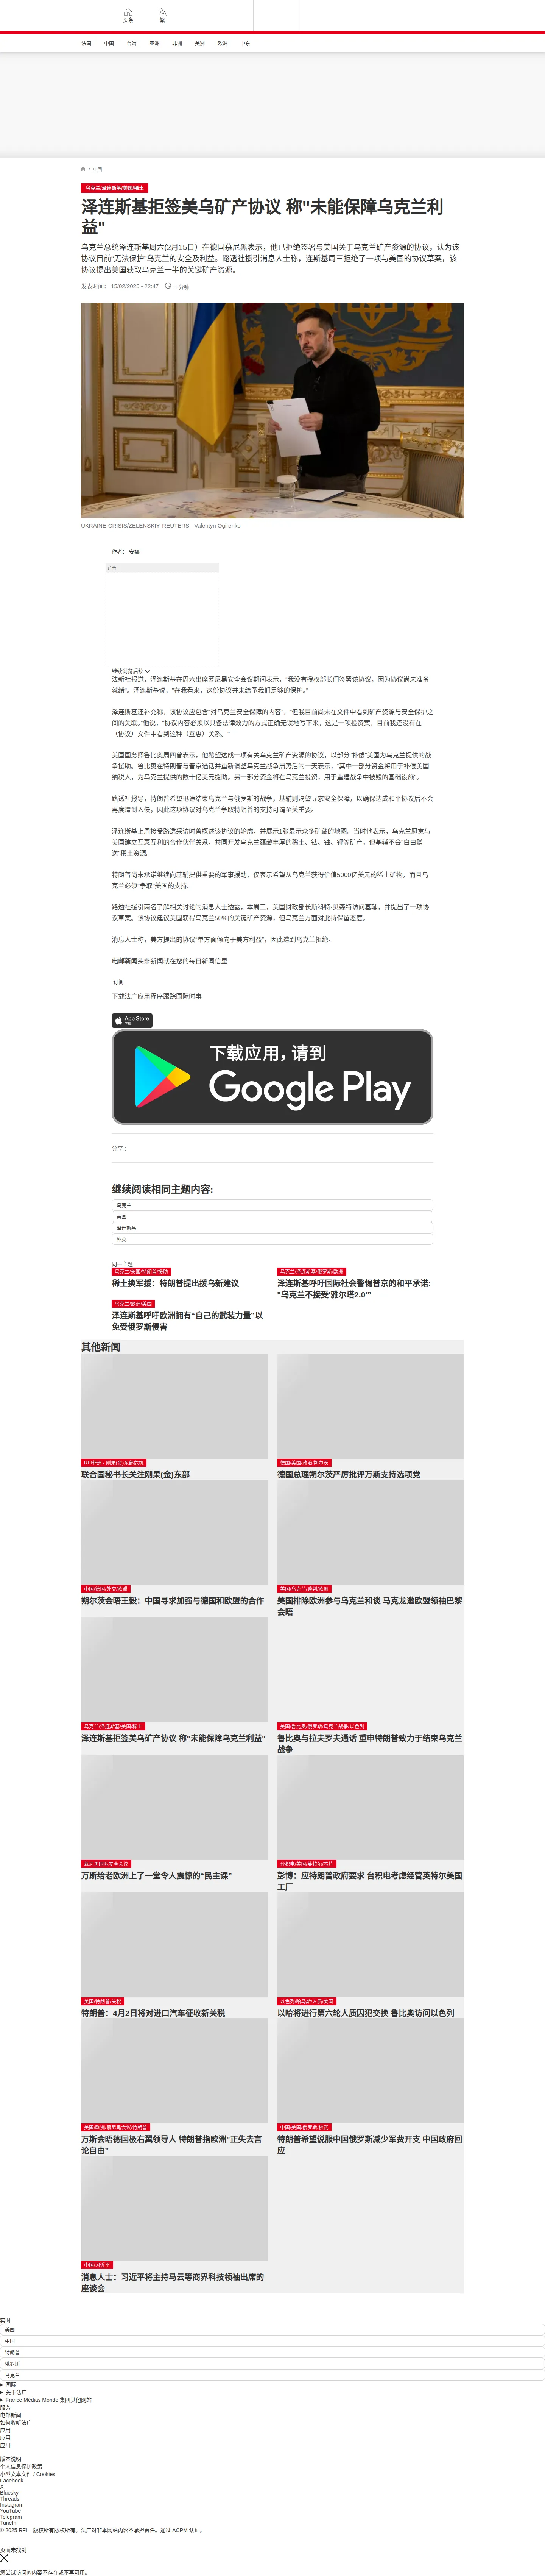 头条
繁
法国
中国
台海
亚洲
非洲
美洲
欧洲
中东
/ 中国
乌克兰/泽连斯基/美国/稀土
泽连斯基拒签美乌矿产协议 称"未能保障乌克兰利
益"
乌克兰总统泽连斯基周六(2月15日）在德国慕尼黑表示，他已拒绝签署与美国关于乌克兰矿产资源的协议，认为该
协议目前"无法保护"乌克兰的安全及利益。路透社援引消息人士称，连斯基周三拒绝了一项与美国的协议草案，该
协议提出美国获取乌克兰一半的关键矿产资源。
发表时间： 15/02/2025 - 22:47
5 分钟
UKRAINE-CRISIS/ZELENSKIY REUTERS - Valentyn Ogirenko
作者： 安娜
广告
继续浏览后续
法新社报道，泽连斯基在周六出席慕尼黑安全会议期间表示，"我没有授权部长们签署该协议，因为协议尚未准备
就绪"。泽连斯基说，"在我看来，这份协议并未给予我们足够的保护。"
泽连斯基还补充称，该协议应包含"对乌克兰安全保障的内容"，"但我目前尚未在文件中看到矿产资源与安全保护之
间的关联。"他说，"协议内容必须以具备法律效力的方式正确无误地写下来，这是一项投资案，目前我还没有在
（协议）文件中看到这种（互惠）关系。"
美国国务卿鲁比奥周四曾表示，他希望达成一项有关乌克兰矿产资源的协议，以部分"补偿"美国为乌克兰提供的战
争援助。鲁比奥在特朗普与普京通话并重新调整乌克兰战争局势后的一天表示，"其中一部分资金将用于补偿美国
纳税人，为乌克兰提供的数十亿美元援助。另一部分资金将在乌克兰投资，用于重建战争中被毁的基础设施"。
路透社报导，特朗普希望迅速结束乌克兰与俄罗斯的战争，基辅则渴望寻求安全保障，以确保达成和平协议后不会
再度遭到入侵，因此这项协议对乌克兰争取特朗普的支持可谓至关重要。
泽连斯基上周接受路透采访时曾概述该协议的轮廓，并展示1张显示众多矿藏的地图。当时他表示，乌克兰愿意与
美国建立互惠互利的合作伙伴关系，共同开发乌克兰蕴藏丰厚的稀土、钛、铀、锂等矿产，但基辅不会"白白赠
送"稀土资源。
特朗普尚未承诺继续向基辅提供重要的军事援助，仅表示希望从乌克兰获得价值5000亿美元的稀土矿物，而且乌
克兰必须"争取"美国的支持。
路透社援引两名了解相关讨论的消息人士透露，本周三，美国财政部长斯科特·贝森特访问基辅，并提出了一项协
议草案。该协议建议美国获得乌克兰50%的关键矿产资源，但乌克兰方面对此持保留态度。
消息人士称，美方提出的协议"单方面倾向于美方利益"，因此遭到乌克兰拒绝。
电邮新闻头条新闻就在您的每日新闻信里
订阅
下载法广应用程序跟踪国际时事
App Store
下载
下载应用,请到
Google Play
分享 :
继续阅读相同主题内容:
乌克兰
美国
泽连斯基
外交
同一主题
乌克兰/美国/特朗普/援助
稀土换军援：特朗普提出援乌新建议
乌克兰/泽连斯基/俄罗斯/欧洲
泽连斯基呼吁国际社会警惕普京的和平承诺:
"乌克兰不接受'雅尔塔2.0'"
乌克兰/欧洲/美国
泽连斯基呼吁欧洲拥有"自己的武装力量"以
免受俄罗斯侵害
其他新闻
RFI非洲 / 刚果(金)东部危机
联合国秘书长关注刚果(金)东部
德国/美国/政治/朔尔茨
德国总理朔尔茨严厉批评万斯支持选项党
中国/德国/外交/欧盟
朔尔茨会晤王毅：中国寻求加强与德国和欧盟的合作
美国/乌克兰/谈判/欧洲
美国排除欧洲参与乌克兰和谈 马克龙邀欧盟领袖巴黎
会晤
乌克兰/泽连斯基/美国/稀土
泽连斯基拒签美乌矿产协议 称"未能保障乌克兰利益"
美国/鲁比奥/俄罗斯/乌克兰战争/以色列
鲁比奥与拉夫罗夫通话 重申特朗普致力于结束乌克兰
战争
慕尼黑国际安全会议
万斯给老欧洲上了一堂令人震惊的"民主课"
台积电/美国/英特尔/芯片
彭博：应特朗普政府要求 台积电考虑经营英特尔美国
工厂
美国/特朗普/关税
特朗普：4月2日将对进口汽车征收新关税
以色列/哈马斯/人质/美国
以哈将进行第六轮人质囚犯交换 鲁比奥访问以色列
美国/欧洲/慕尼黑会议/特朗普
万斯会晤德国极右翼领导人 特朗普指欧洲"正失去言
论自由"
中国/美国/俄罗斯/核武
特朗普希望说服中国俄罗斯减少军费开支 中国政府回
应
中国/习近平
消息人士：习近平将主持马云等商界科技领袖出席的
座谈会
实时
美国
中国
特朗普
俄罗斯
乌克兰
国际
关于法广
France Médias Monde 集团其他网站
服务
电邮新闻
如何收听法广
应用
应用
应用
版本说明
个人信息保护政策
小型文本文件 / Cookies
Facebook
X
Bluesky
Threads
Instagram
YouTube
Telegram
TuneIn
© 2025 RFI – 版权所有版权所有。法广对非本网站内容不承担责任。通过 ACPM 认证。
页面未找到
您尝试访问的内容不存在或不再可用。